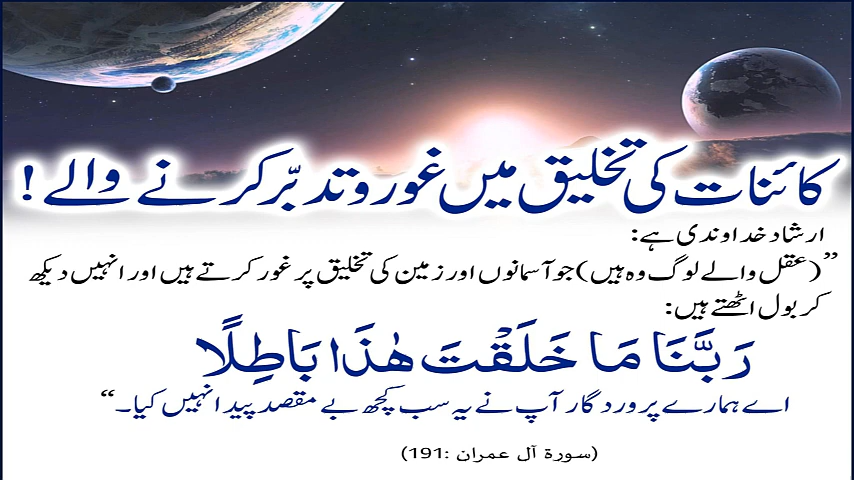 کائنات کی تخلیق میں غور و تدبّر کرنے والے!
ارشاد خداوندی ہے:
”(عقل والے لوگ وہ ہیں) جو آسمانوں اور زمین کی تخلیق پر غور کرتے ہیں اور انہیں دیکھ
کر بول اٹھتے ہیں:
رَبَّنَا مَا خَلَقْتَ هٰذَا بَاطِلًا
اے ہمارے پروردگار آپ نے یہ سب کچھ بے مقصد پیدا نہیں کیا۔“
(سورۃ آل عمران :191)